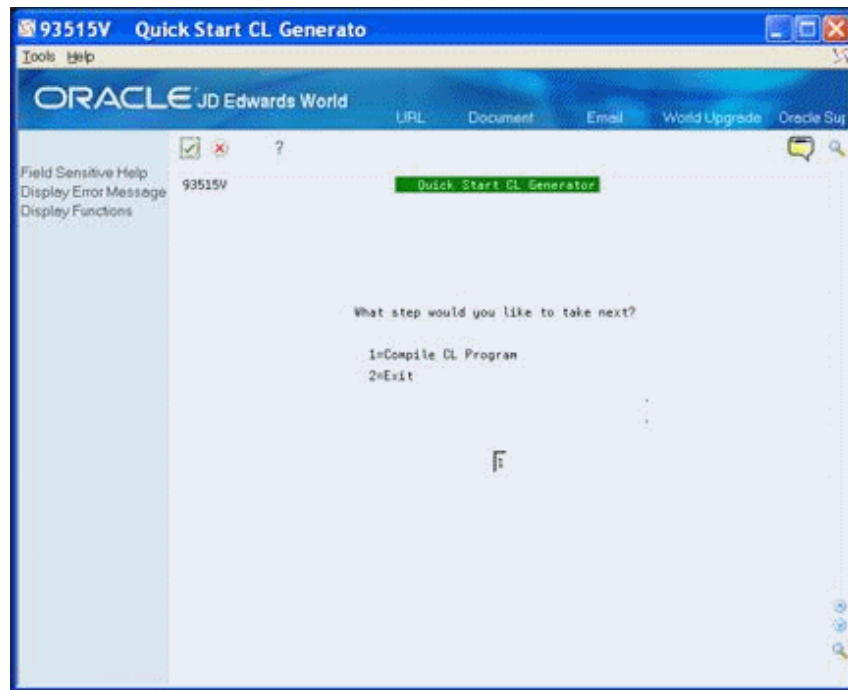 93515V Quick Start CL Generato
Tools Help
ORACLE JD Edwards World
URL Document Email World Upgrade Oracle Sup
?
Field Sensitive Help
Display Error Message
Display Functions
93515V Quick Start CL Generator
What step would you like to take next?
1=Compile CL Program
2=Exit